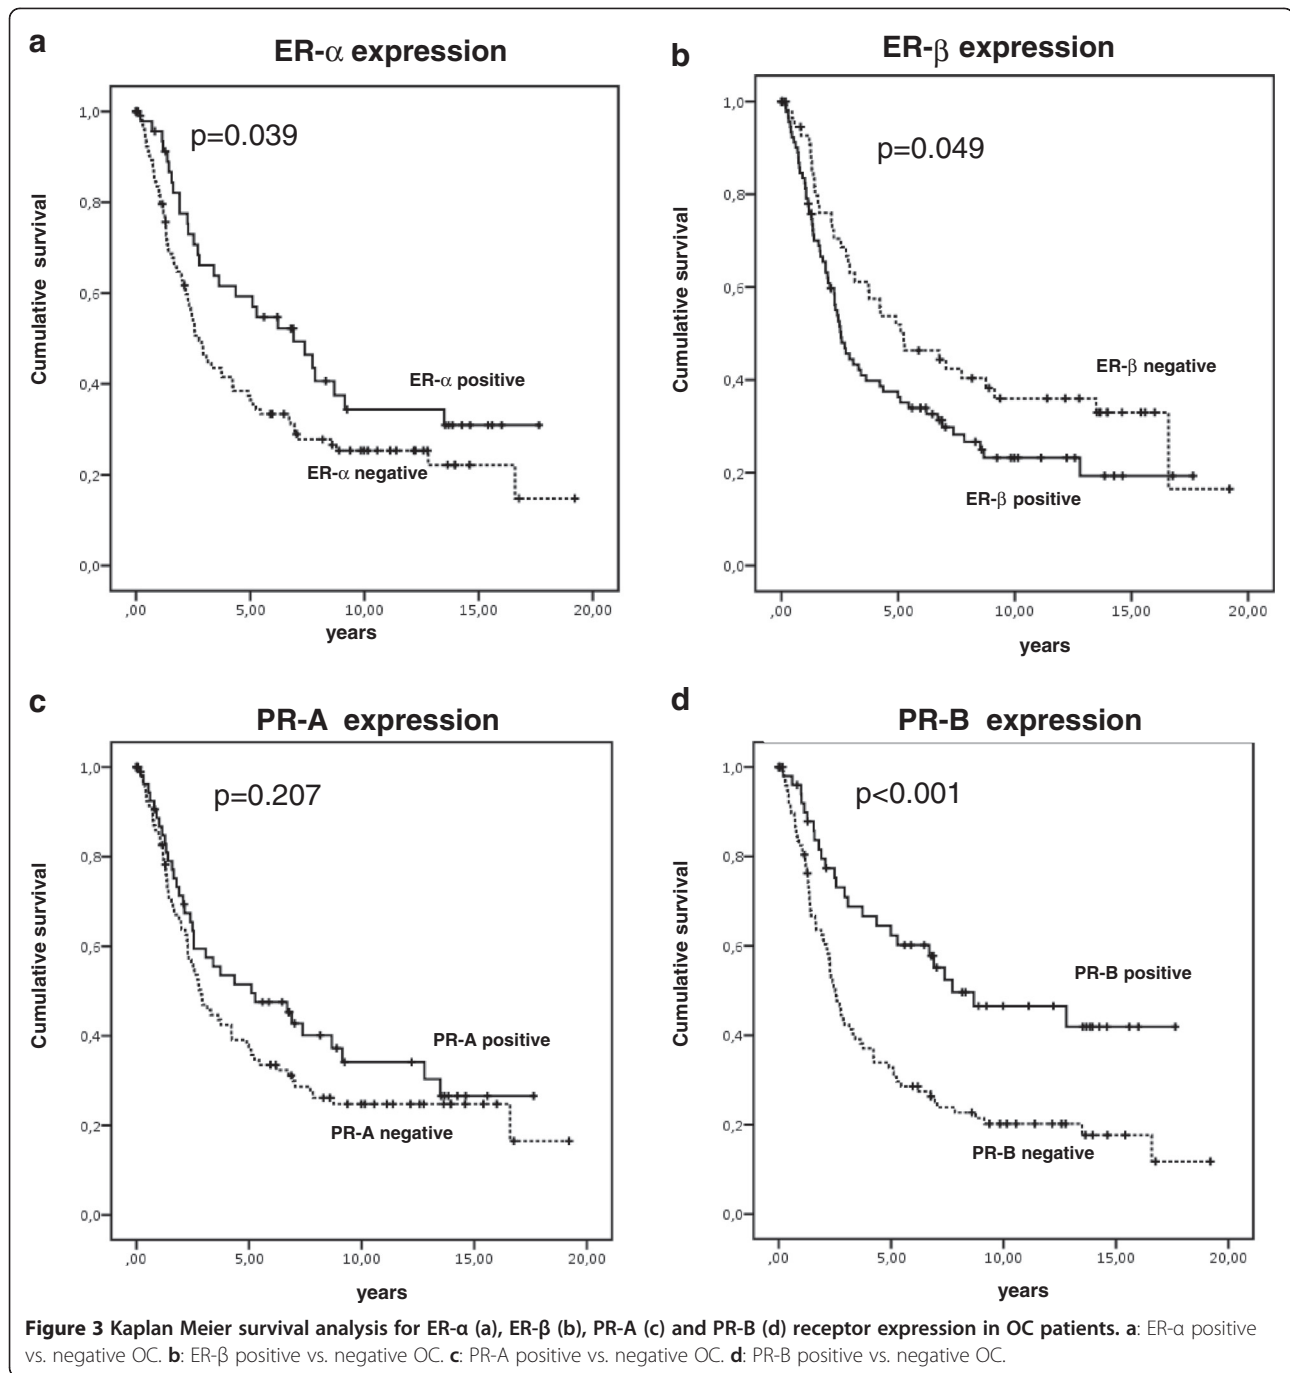 a
ER-α expression
1,0
0,8
0,6
0,4
0,2
0,0
Cumulative survival
p=0.039
ER-α positive
ER-α negative
,00 5,00 10,00 15,00 20,00
years
b
ER-β expression
1,0
0,8
0,6
0,4
0,2
0,0
Cumulative survival
p=0.049
ER-β negative
ER-β positive
,00 5,00 10,00 15,00 20,00
years
c
PR-A expression
1,0
0,8
0,6
0,4
0,2
0,0
Cumulative survival
p=0.207
PR-A positive
PR-A negative
,00 5,00 10,00 15,00 20,00
years
d
PR-B expression
1,0
0,8
0,6
0,4
0,2
0,0
Cumulative survival
p<0.001
PR-B positive
PR-B negative
,00 5,00 10,00 15,00 20,00
years
Figure 3 Kaplan Meier survival analysis for ER-α (a), ER-β (b), PR-A (c) and PR-B (d) receptor expression in OC patients. a: ER-α positive
vs. negative OC. b: ER-β positive vs. negative OC. c: PR-A positive vs. negative OC. d: PR-B positive vs. negative OC.